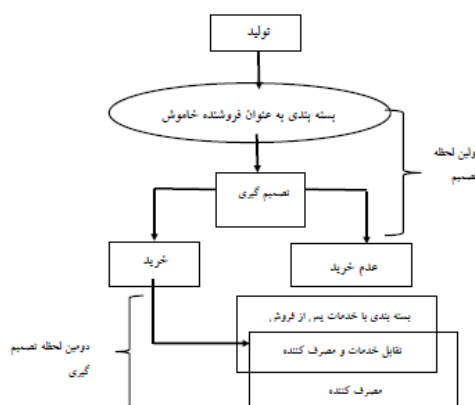 تولید
بسته بندی به عنوان فروشنده خاموش
ولین لحظه
تصمیم
تصمیم گیری
خرید
عدم خرید
بسته بندی با خدمات پس از فروش
تقابل خدمات و مصرف کننده
مصرف کننده
دومین لحظه تصمیم
گیری